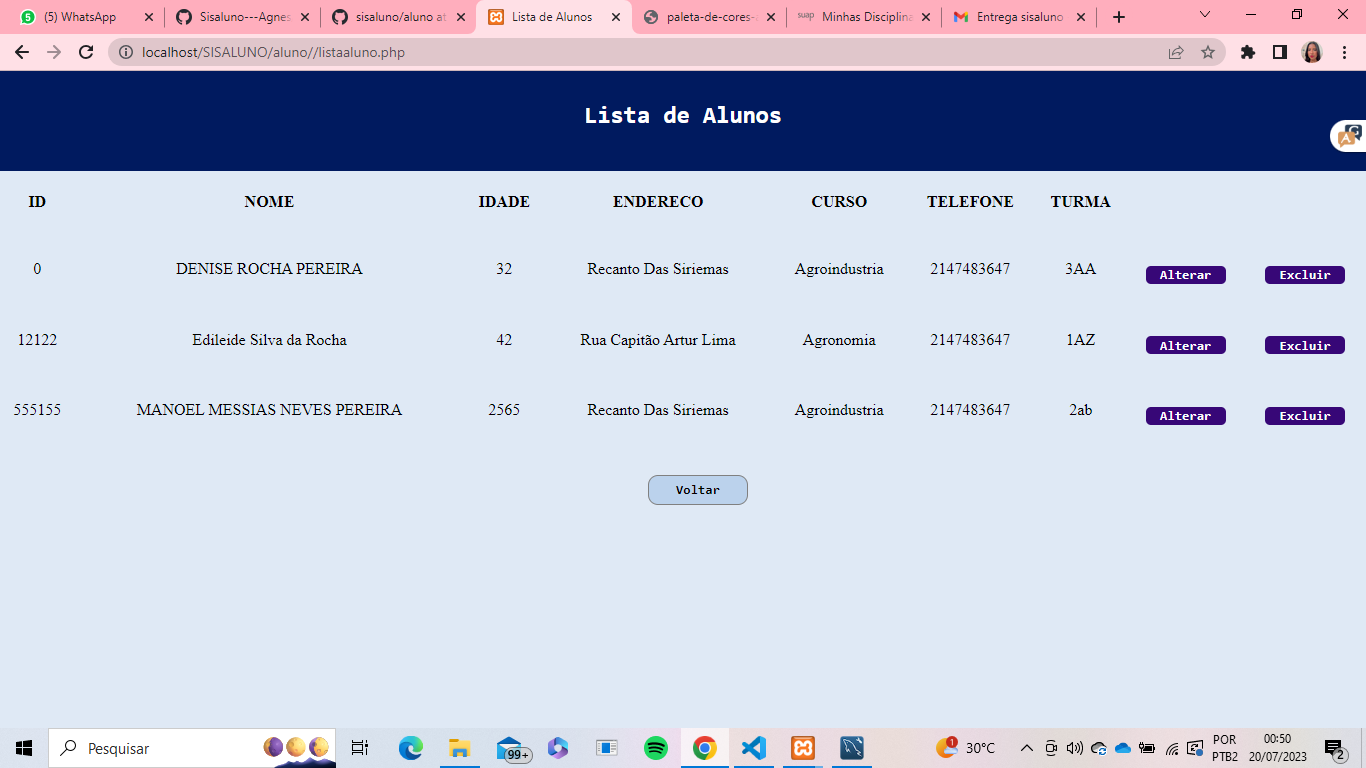 5 (5) WhatsApp Sisaluno---Agnes sisaluno/aluno at Lista de Alunos paleta-de-cores- suap Minhas Disciplina Entrega sisaluno
localhost/SISALUNO/aluno//listaaluno.php
Lista de Alunos
ID NOME IDADE ENDERECO CURSO TELEFONE TURMA
0 DENISE ROCHA PEREIRA 32 Recanto Das Siriemas Agroindustria 2147483647 3AA Alterar Excluir
12122 Edileide Silva da Rocha 42 Rua Capitão Artur Lima Agronomia 2147483647 1AZ Alterar Excluir
555155 MANOEL MESSIAS NEVES PEREIRA 2565 Recanto Das Siriemas Agroindustria 2147483647 2ab Alterar Excluir
Voltar
Pesquisar 99+ 1 30°C POR 00:50
PTB2 20/07/2023 2